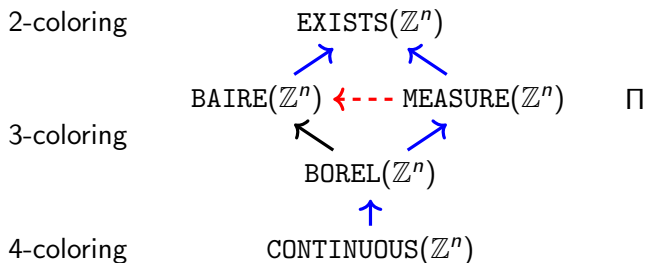 2-coloring EXISTS(ℤⁿ)
BAIRE(ℤⁿ) MEASURE(ℤⁿ) Π
3-coloring
BOREL(ℤⁿ)
4-coloring CONTINUOUS(ℤⁿ)